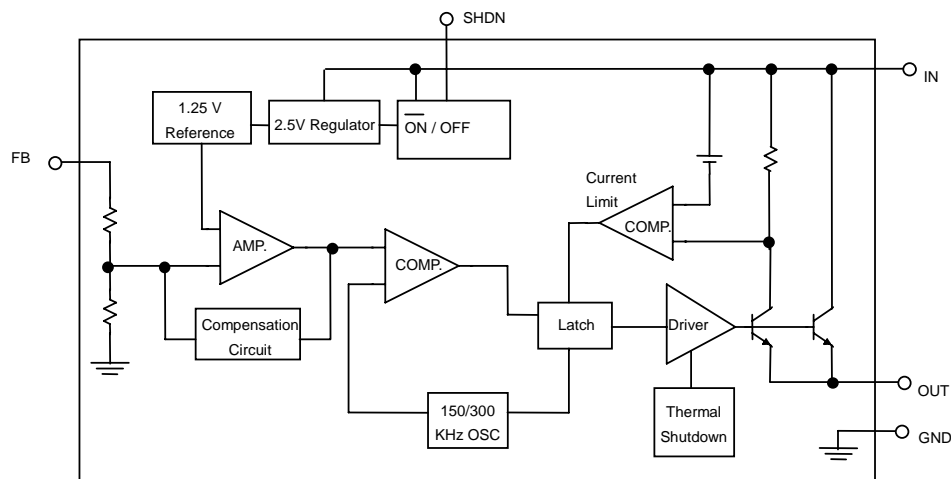 SHDN
IN
1.25 V
Reference
2.5V Regulator
ON / OFF
FB
Current
Limit
COMP.
AMP.
COMP.
Compensation
Circuit
Latch
Driver
OUT
150/300
KHz OSC
Thermal
Shutdown
GND